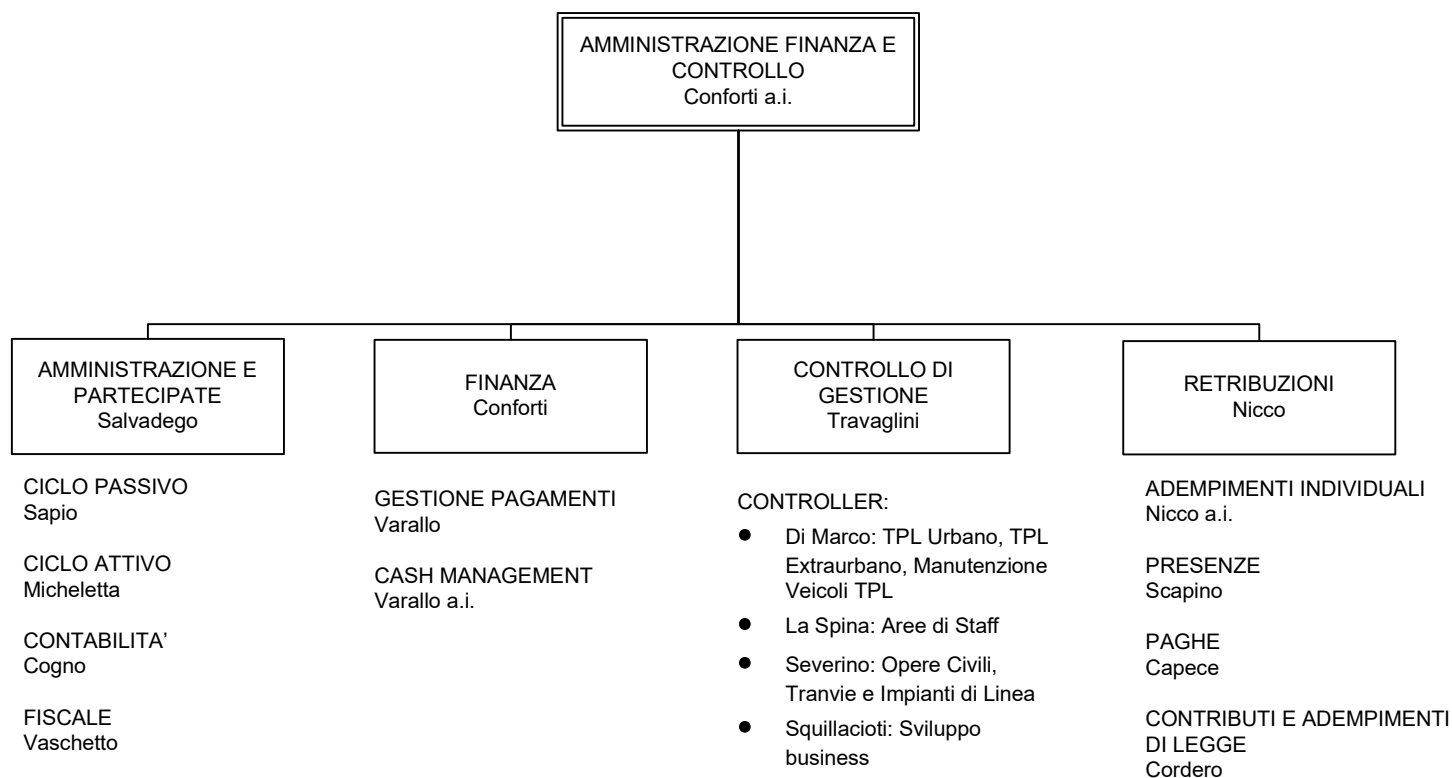 AMMINISTRAZIONE FINANZA E
CONTROLLO
Conforti a.i.
AMMINISTRAZIONE E
PARTECIPATE
Salvadego
CICLO PASSIVO
Sapio
CICLO ATTIVO
Micheletta
CONTABILITA’
Cogno
FISCALE
Vaschetto
FINANZA
Conforti
GESTIONE PAGAMENTI
Varallo
CASH MANAGEMENT
Varallo a.i.
CONTROLLO DI
GESTIONE
Travaglini
CONTROLLER:
● Di Marco: TPL Urbano, TPL
Extraurbano, Manutenzione
Veicoli TPL
● La Spina: Aree di Staff
● Severino: Opere Civili,
Tranvie e Impianti di Linea
● Squillacioti: Sviluppo
business
RETRIBUZIONI
Nicco
ADEMPIMENTI INDIVIDUALI
Nicco a.i.
PRESENZE
Scapino
PAGHE
Capece
CONTRIBUTI E ADEMPIMENTI
DI LEGGE
Cordero